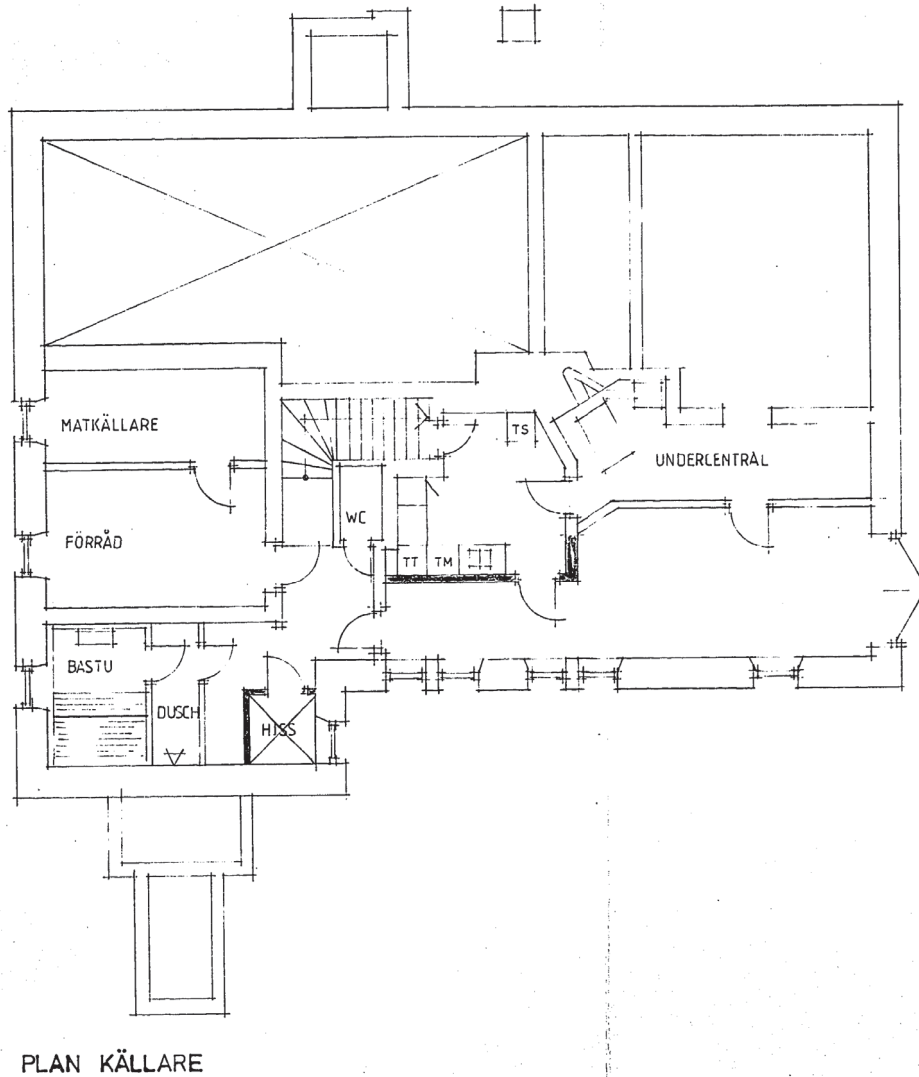 MATKÄLLARE
TS
UNDERCENTRAL
WC
FÖRRÅD
TT
TM
BASTU
DUSCH
HISS
PLAN KÄLLARE